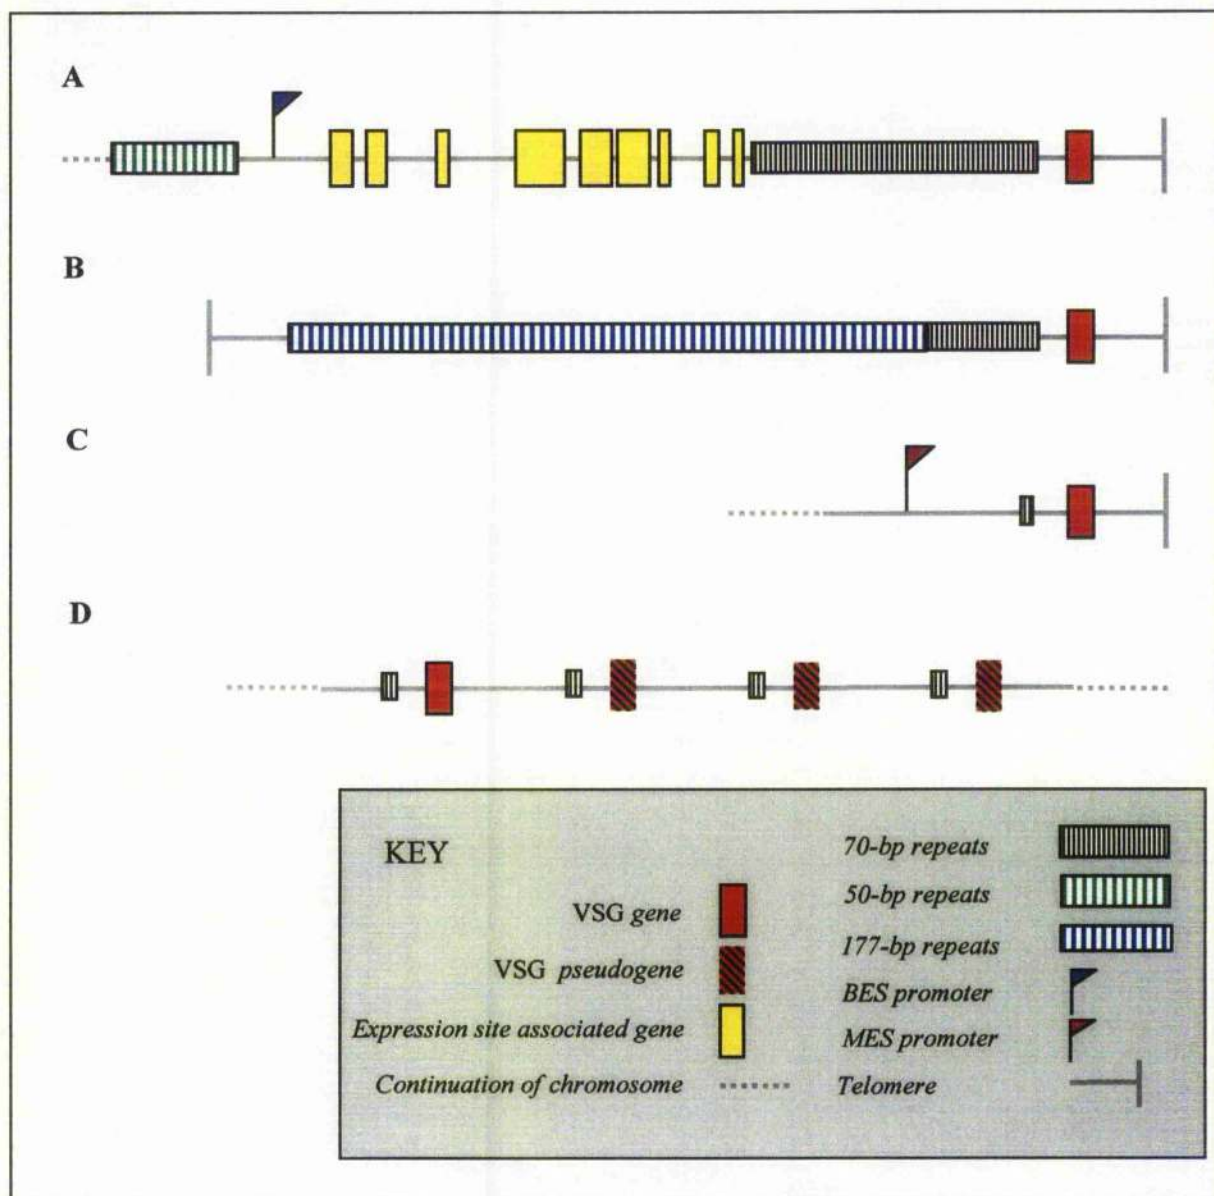 A
B
C
D
KEY
VSG gene
VSG pseudogene
Expression site associated gene
Continuation of chromosome
70-bp repeats
50-bp repeats
177-bp repeats
BES promoter
MES promoter
Telomere